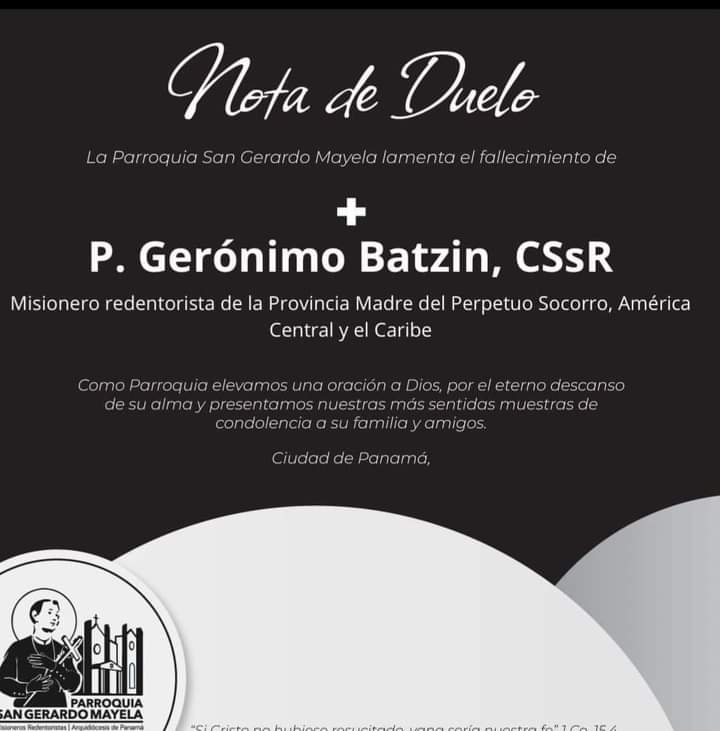 Nota de Duelo
La Parroquia San Gerardo Mayela lamenta el fallecimiento de
P. Gerónimo Batzin, CSsR
Misionero redentorista de la Provincia Madre del Perpetuo Socorro, América
Central y el Caribe
Como Parroquia elevamos una oración a Dios, por el eterno descanso
de su alma y presentamos nuestras más sentidas muestras de
condolencia a su familia y amigos.
Ciudad de Panamá,
PARROQUIA
SAN GERARDO MAYELA
Misioneros Redentoristas | Arquidiócesis de Panamá
"Si Cristo no hubiese resucitado, vana sería nuestra fe" 1 Co. 15,4